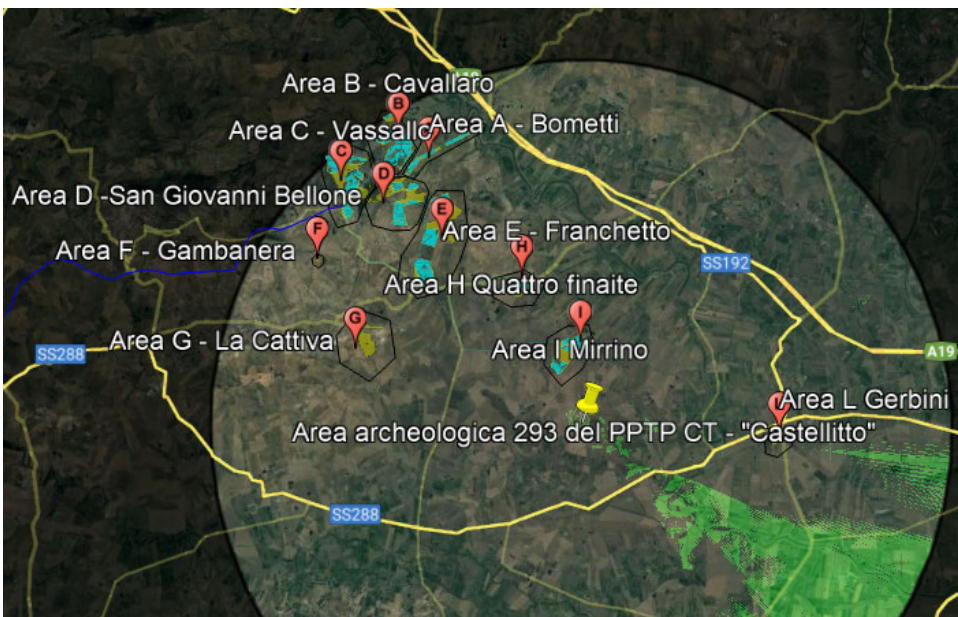 Area B - Cavallaro
A19
B
Area C - Vassallo
Area A - Bometti
C
D
Area D -San Giovanni Bellone
E
F
Area E - Franchetto
Area F - Gambanera
H
SS192
Area H Quattro finaite
I
G
Area G - La Cattiva
SS288
Area I Mirrino
A19
Area L Gerbini
Area archeologica 293 del PPTP CT - "Castellitto"
SS288